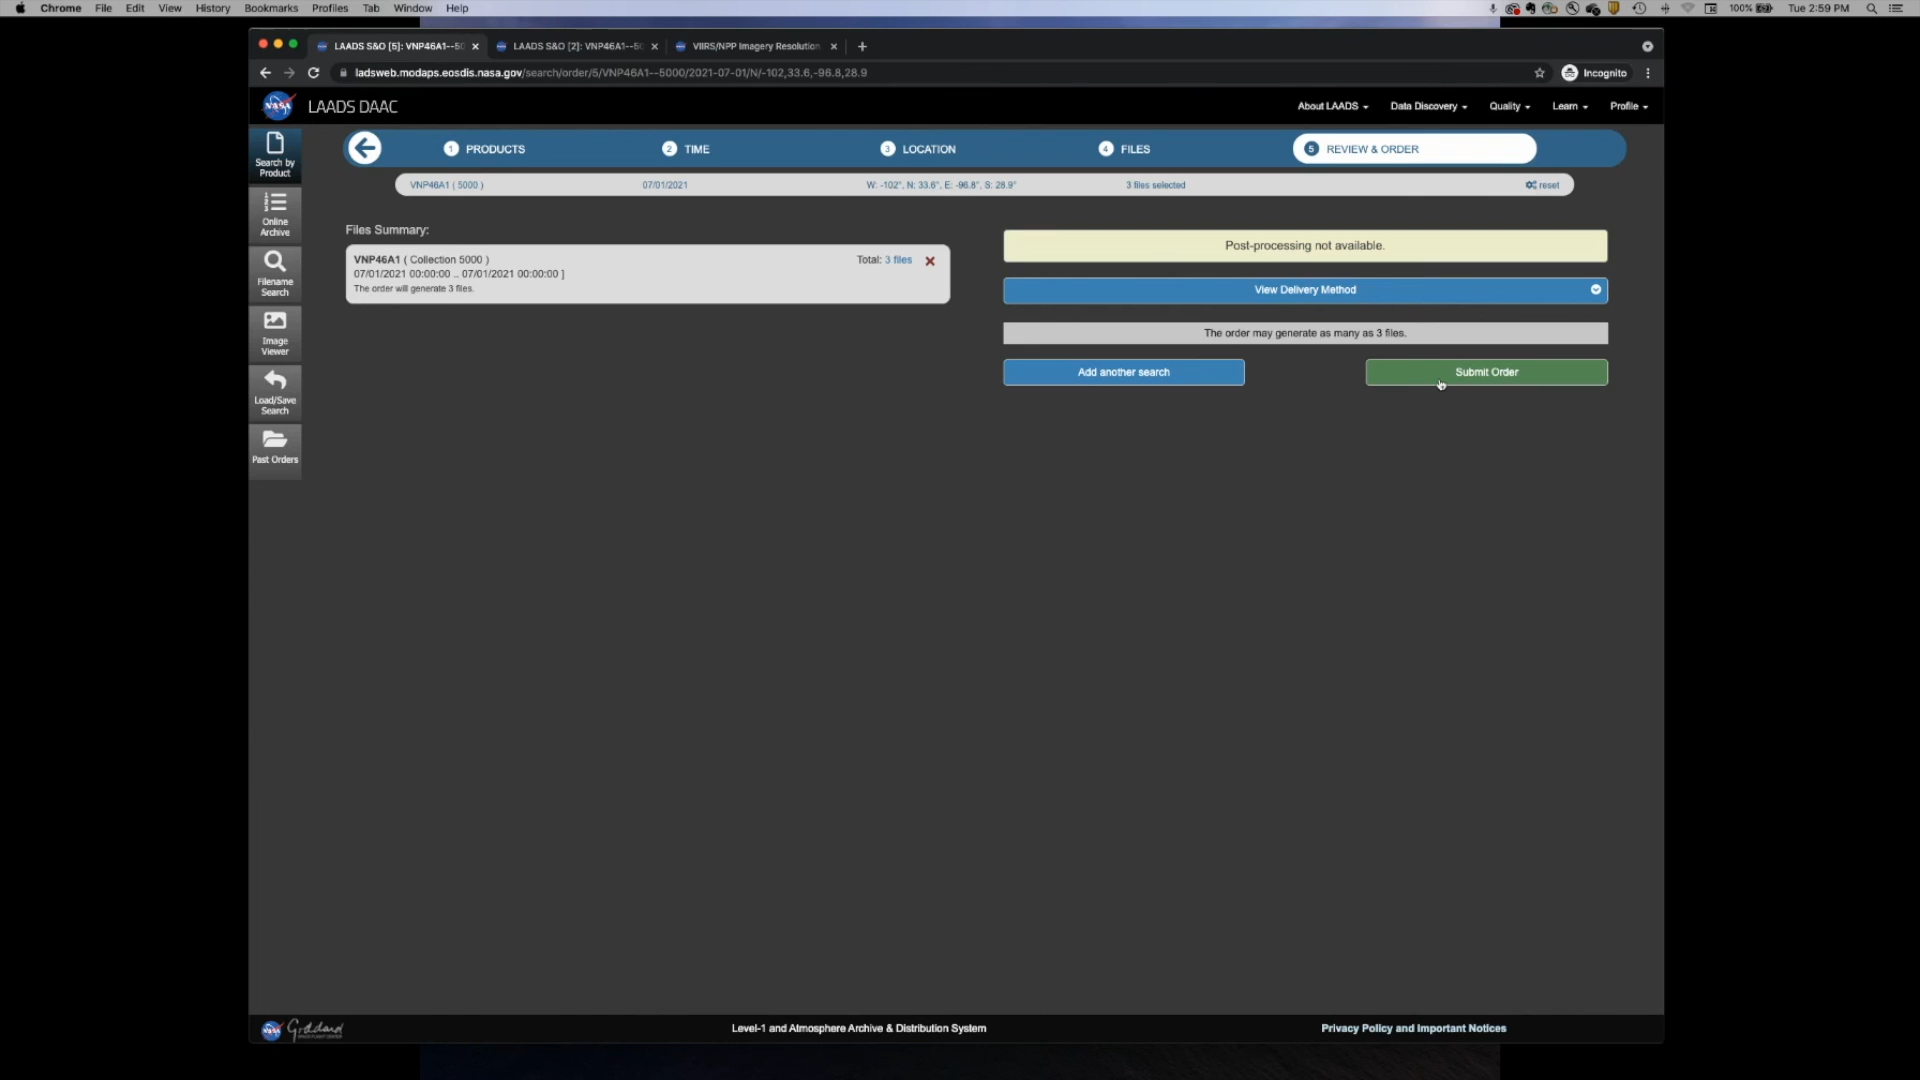 Chrome File Edit View History Bookmarks Profiles Tab Window Help 100% Tue 2:59 PM
LAADS S&O [5]: VNP46A1--50 LAADS S&O [2]: VNP46A1--50 VIIRS/NPP Imagery Resolution
ladsweb.modaps.eosdis.nasa.gov/search/order/5/VNP46A1--5000/2021-07-01/N/-102,33.6,-96.8,28.9 Incognito
NASA LAADS DAAC About LAADS Data Discovery Quality Learn Profile
1 PRODUCTS 2 TIME 3 LOCATION 4 FILES 5 REVIEW & ORDER
VNP46A1 ( 5000 ) 07/01/2021 W: -102°, N: 33.6°, E: -96.8°, S: 28.9° 3 files selected reset
Search by
Product
Online
Archive
Filename
Search
Image
Viewer
Load/Save
Search
Past Orders
Files Summary:
VNP46A1 ( Collection 5000 ) Total: 3 files
07/01/2021 00:00:00 .. 07/01/2021 00:00:00 ]
The order will generate 3 files.
Post-processing not available.
View Delivery Method
The order may generate as many as 3 files.
Add another search Submit Order
NASA Goddard
SPACE FLIGHT CENTER
Level-1 and Atmosphere Archive & Distribution System
Privacy Policy and Important Notices